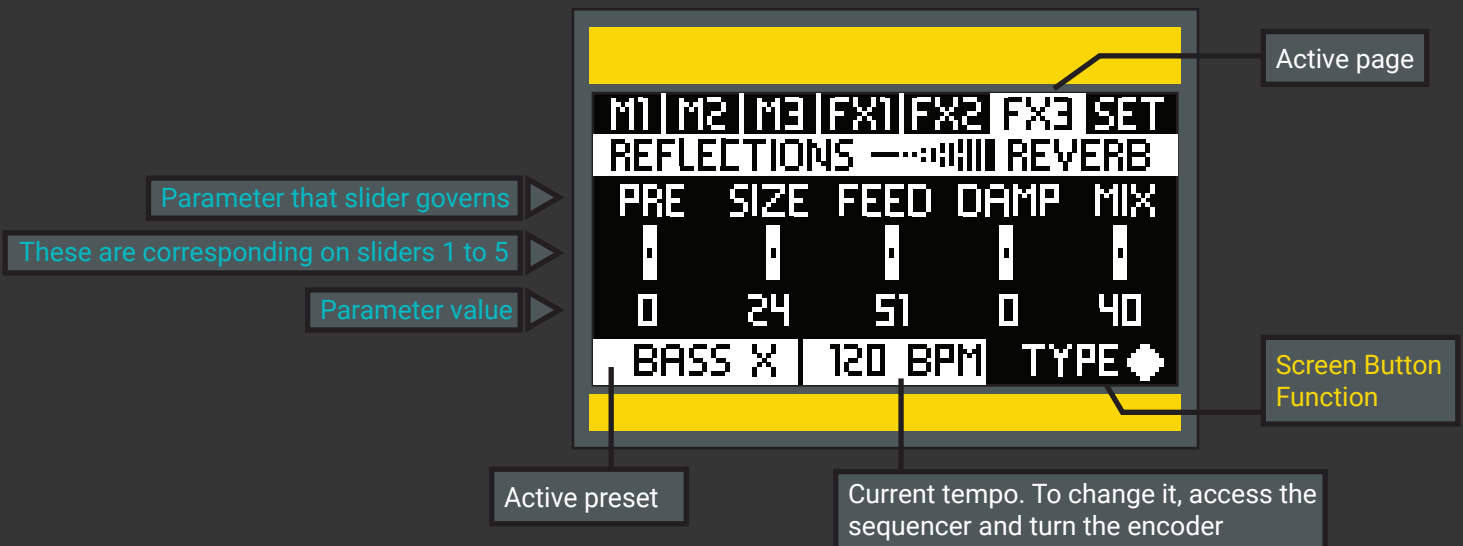 Active page
M1 M2 M3 FX1 FX2 FX3 SET
REFLECTIONS REVERB
Parameter that slider governs
PRE SIZE FEED DAMP MIX
These are corresponding on sliders 1 to 5
Parameter value
0 24 51 0 40
BASS X 120 BPM TYPE
Screen Button
Function
Active preset
Current tempo. To change it, access the
sequencer and turn the encoder